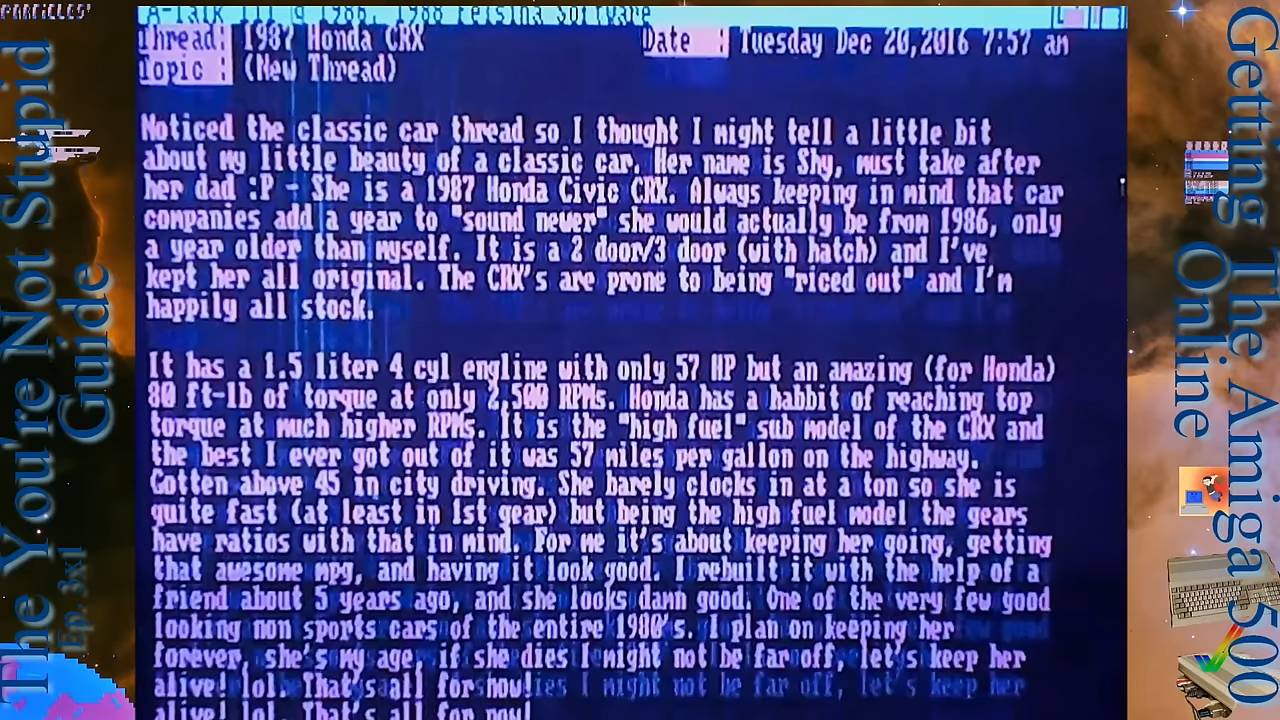 PARTICLES'
A-Talk III @ 1986, 1988 Felsina Software
Thread: 1987 Honda CRX Date : Tuesday Dec 20,2016 7:57 am
Topic : (New Thread)
Noticed the classic car thread so I thought I might tell a little bit
about my little beauty of a classic car. Her name is Shy, must take after
her dad :P - She is a 1987 Honda Civic CRX. Always keeping in mind that car
companies add a year to "sound newer" she would actually be from 1986, only
a year older than myself. It is a 2 door/3 door (with hatch) and I've
kept her all original. The CRX's are prone to being "riced out" and I'm
happily all stock.
It has a 1.5 liter 4 cyl engline with only 57 HP but an amazing (for Honda)
80 ft-lb of torque at only 2,500 RPMs. Honda has a habbit of reaching top
torque at much higher RPMs. It is the "high fuel" sub model of the CRX and
the best I ever got out of it was 57 miles per gallon on the highway.
Gotten above 45 in city driving. She barely clocks in at a ton so she is
quite fast (at least in 1st gear) but being the high fuel model the gears
have ratios with that in mind. For me it's about keeping her going, getting
that awesome mpg, and having it look good. I rebuilt it with the help of a
friend about 5 years ago, and she looks damn good. One of the very few good
looking non sports cars of the entire 1980's. I plan on keeping her
forever, she's my age, if she dies I might not be far off, let's keep her
alive! lol. That's all for now!
alive! lol. That's all for now!
The You're Not Stupid
Guide
Ep. 3x1
Getting The Amiga 500
Online